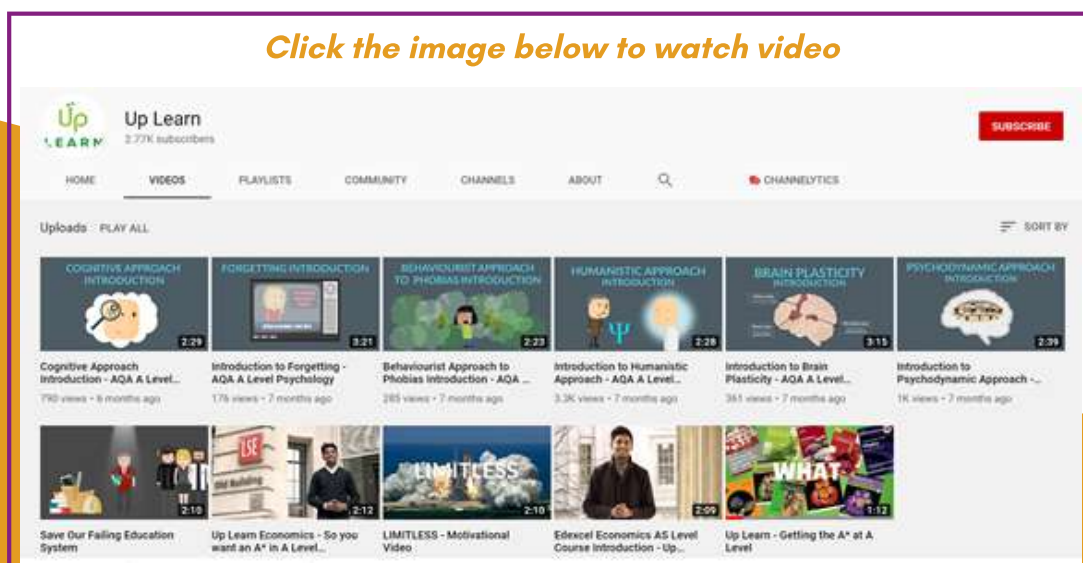 Click the image below to watch video
Up
LEARN
Up Learn
2.77K subscribers
SUBSCRIBE
HOME VIDEOS PLAYLISTS COMMUNITY CHANNELS ABOUT CHANNELYTICS
Uploads PLAY ALL SORT BY
COGNITIVE APPROACH
INTRODUCTION
2:29
FORGETTING INTRODUCTION
3:21
BEHAVIOURIST APPROACH
TO PHOBIAS INTRODUCTION
2:23
HUMANISTIC APPROACH
INTRODUCTION
Ψ
2:28
BRAIN PLASTICITY
INTRODUCTION
3:15
PSYCHODYNAMIC APPROACH
INTRODUCTION
2:39
Cognitive Approach
Introduction - AQA A Level...
790 views • 6 months ago
Introduction to Forgetting -
AQA A Level Psychology
176 views • 7 months ago
Behaviourist Approach to
Phobias Introduction - AQA ...
285 views • 7 months ago
Introduction to Humanistic
Approach - AQA A Level...
3.3K views • 7 months ago
Introduction to Brain
Plasticity - AQA A Level...
361 views • 7 months ago
Introduction to
Psychodynamic Approach -...
1K views • 7 months ago
2:10
LSE
Old Building
2:12
LIMITLESS
2:10
2:09
WHAT
1:12
Save Our Failing Education
System
Up Learn Economics - So you
want an A* in A Level...
LIMITLESS - Motivational
Video
Edexcel Economics AS Level
Course Introduction - Up...
Up Learn - Getting the A* at A
Level